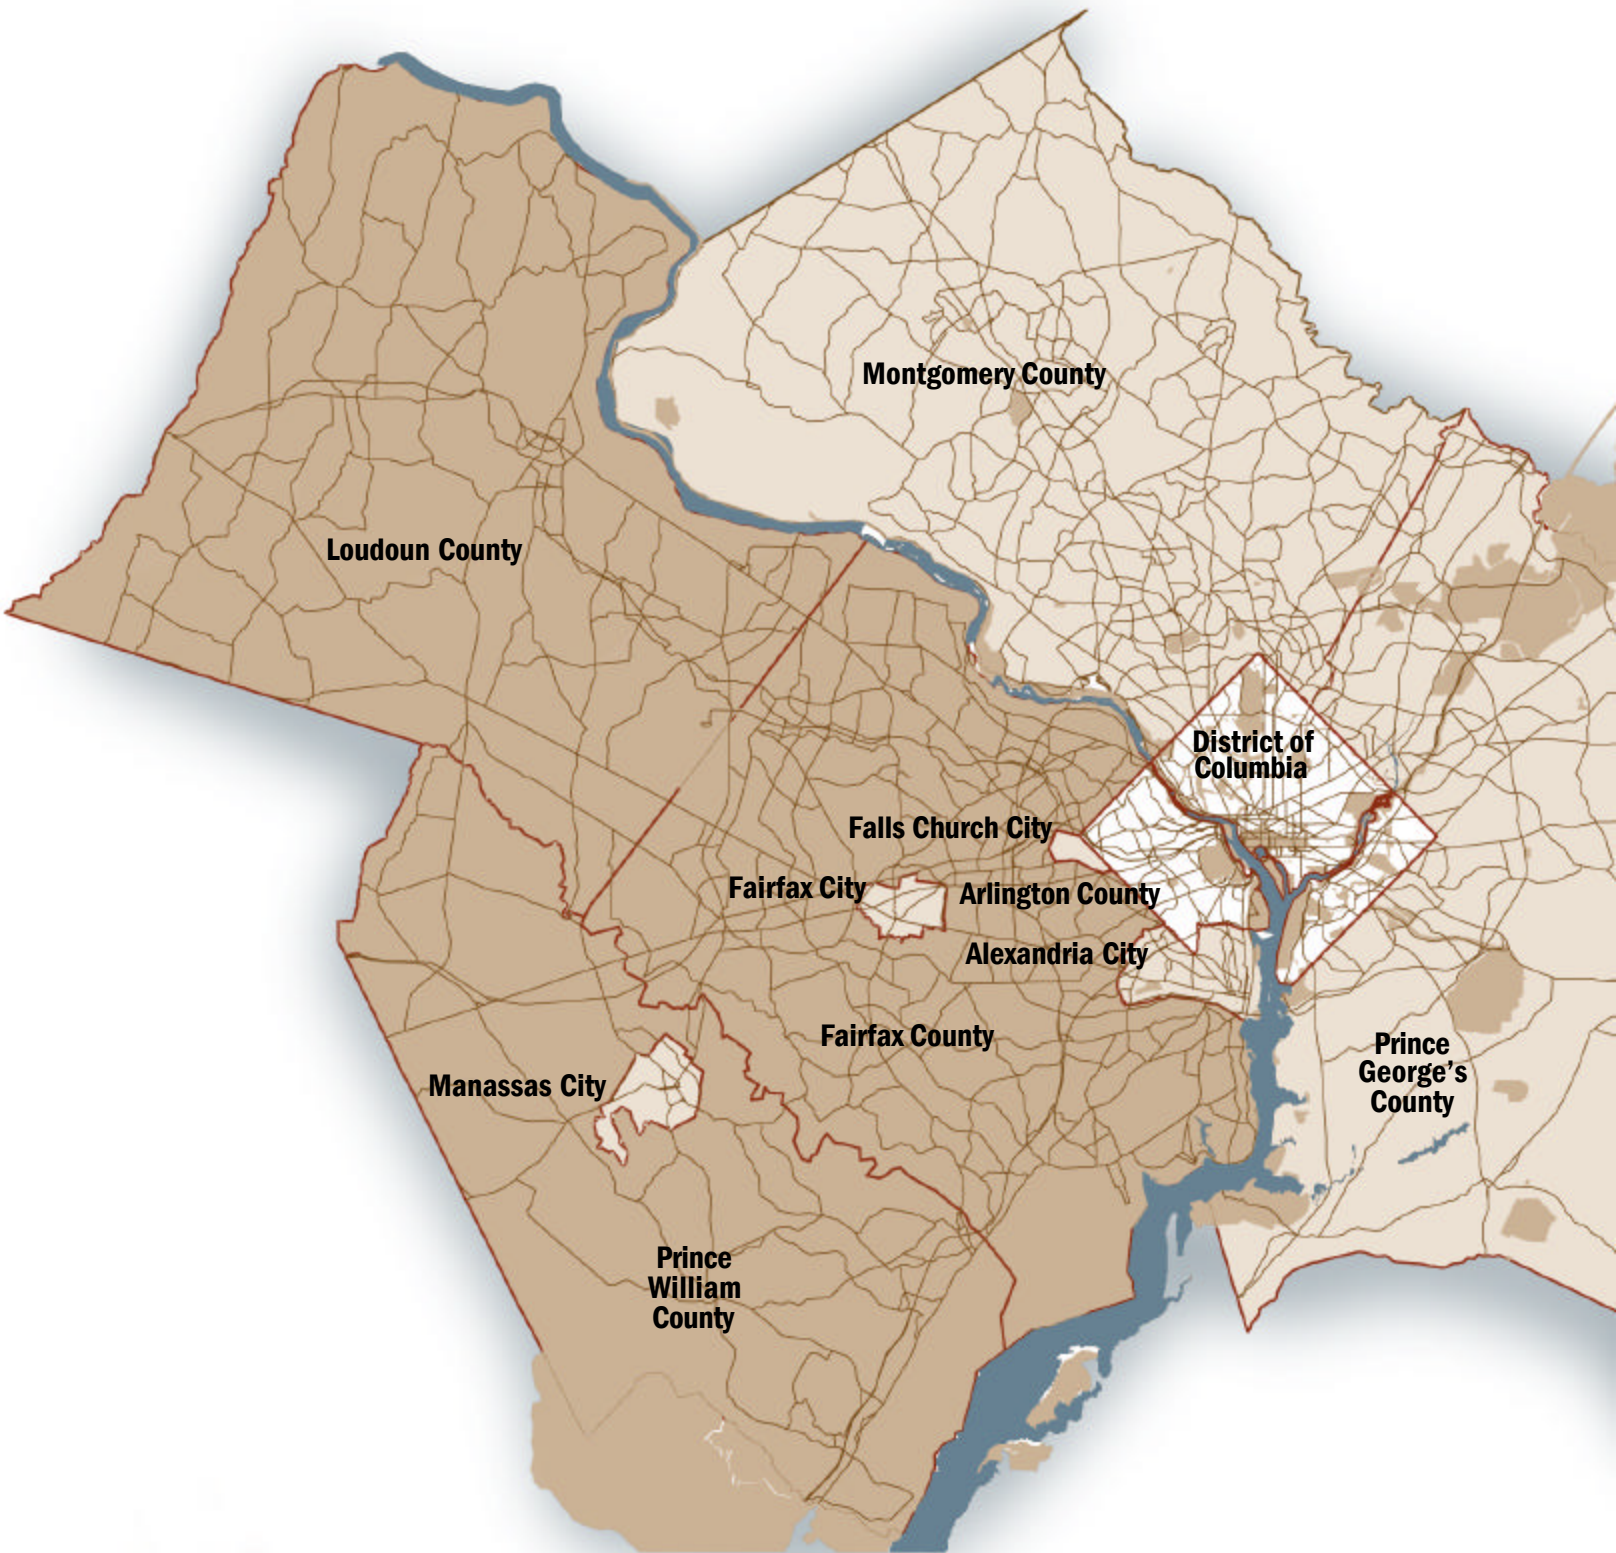 Montgomery County
Loudoun County
District of
Columbia
Falls Church City
Fairfax City
Arlington County
Alexandria City
Fairfax County
Prince
George’s
County
Manassas City
Prince
William
County